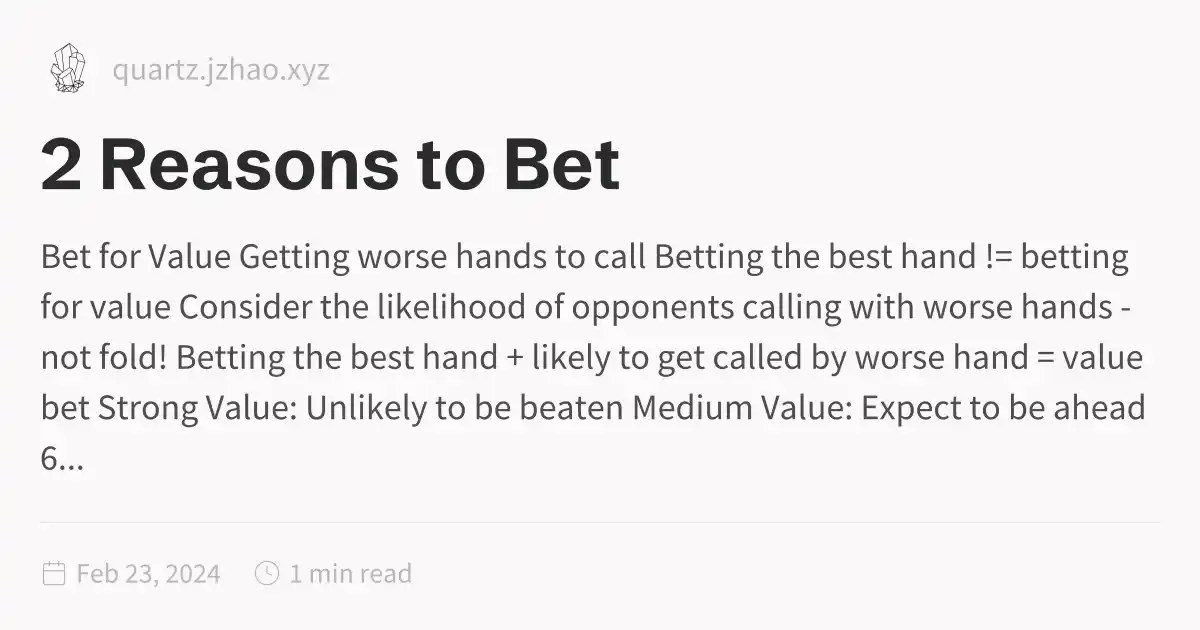 quartz.jzhao.xyz
2 Reasons to Bet
Bet for Value Getting worse hands to call Betting the best hand != betting
for value Consider the likelihood of opponents calling with worse hands -
not fold! Betting the best hand + likely to get called by worse hand = value
bet Strong Value: Unlikely to be beaten Medium Value: Expect to be ahead
6...
Feb 23, 2024 1 min read